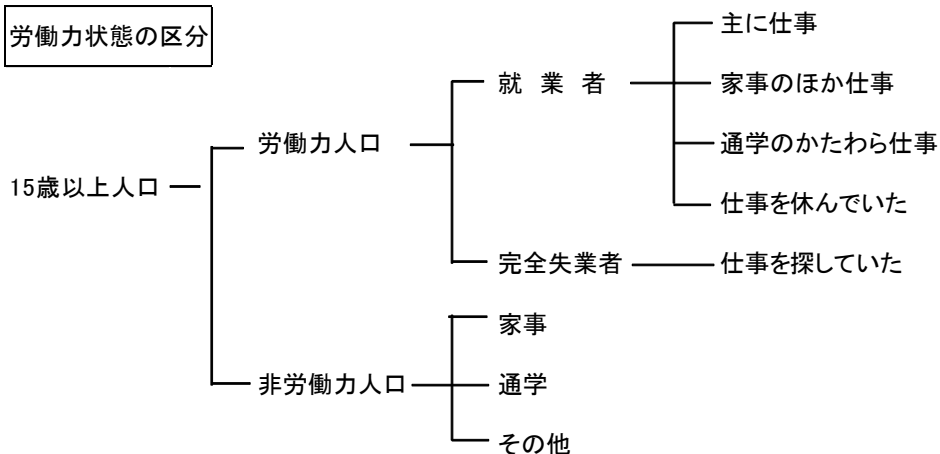 労働力状態の区分
主に仕事
就業者
家事のほか仕事
労働力人口
通学のかたわら仕事
15歳以上人口
仕事を休んでいた
完全失業者
仕事を探していた
家事
非労働力人口
通学
その他